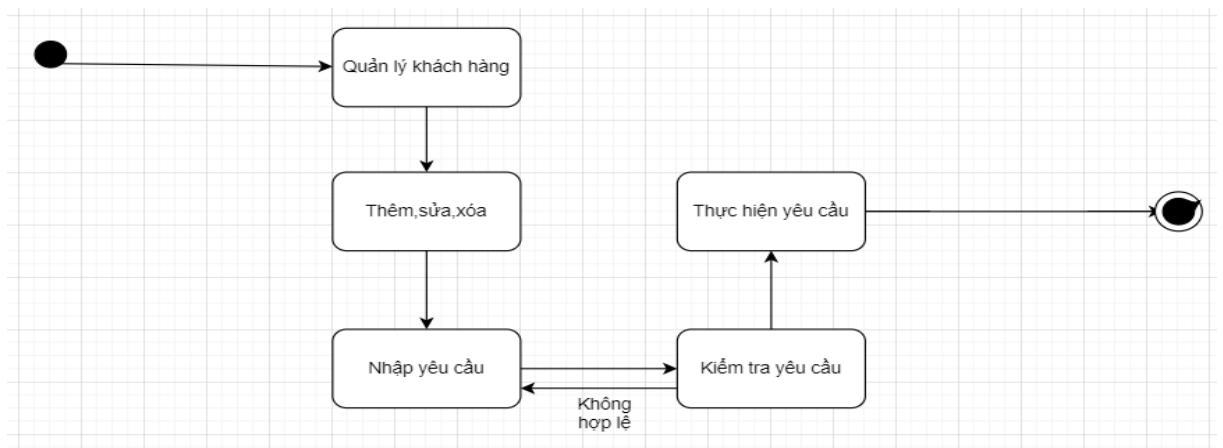 Quản lý khách hàng
Thêm,sửa,xóa
Thực hiện yêu cầu
Nhập yêu cầu
Kiểm tra yêu cầu
Không
hợp lệ